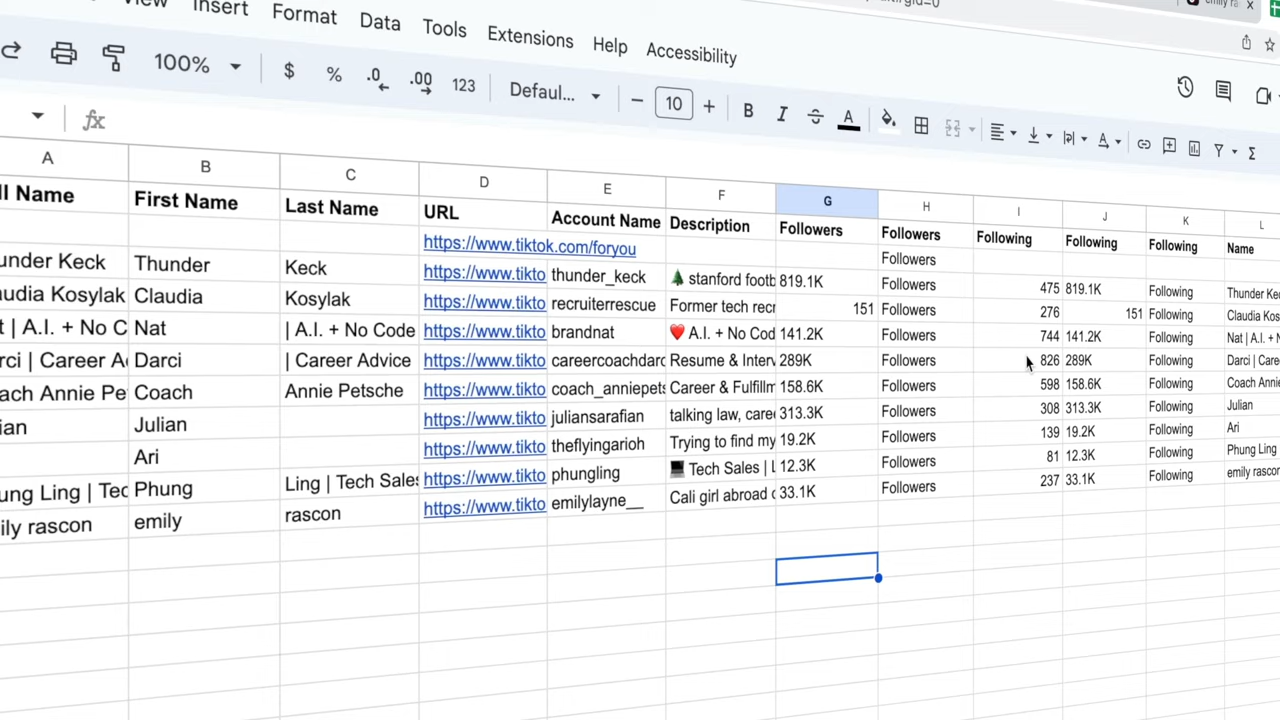 emily ra
View Insert Format Data Tools Extensions Help Accessibility
100% $ % .0 .00 123 Defaul... − 10 + B I A
fx
A B C D E F G H I J K L
ll Name First Name Last Name URL Account Name Description Followers Followers Following Following Following Name
https://www.tiktok.com/foryou Followers
under Keck Thunder Keck https://www.tikto thunder_keck 🌲 stanford footb 819.1K Followers 475 819.1K Following Thunder Ke
audia Kosylak Claudia Kosylak https://www.tikto recruiterrescue Former tech recr 151 Followers 276 151 Following Claudia Kos
t | A.I. + No C Nat | A.I. + No Code https://www.tikto brandnat ❤️ A.I. + No Cod 141.2K Followers 744 141.2K Following Nat | A.I. +
rci | Career Ad Darci | Career Advice https://www.tikto careercoachdarc Resume & Interv 289K Followers 826 289K Following Darci | Care
ach Annie Pe Coach Annie Petsche https://www.tikto coach_anniepets Career & Fulfillm 158.6K Followers 598 158.6K Following Coach Annie
ian Julian https://www.tikto juliansarafian talking law, caree 313.3K Followers 308 313.3K Following Julian
Ari https://www.tikto theflyingarioh Trying to find my 19.2K Followers 139 19.2K Following Ari
ung Ling | Tec Phung Ling | Tech Sales https://www.tikto phungling 💻 Tech Sales | L 12.3K Followers 81 12.3K Following Phung Ling
ily rascon emily rascon https://www.tikto emilylayne__ Cali girl abroad c 33.1K Followers 237 33.1K Following emily rascon